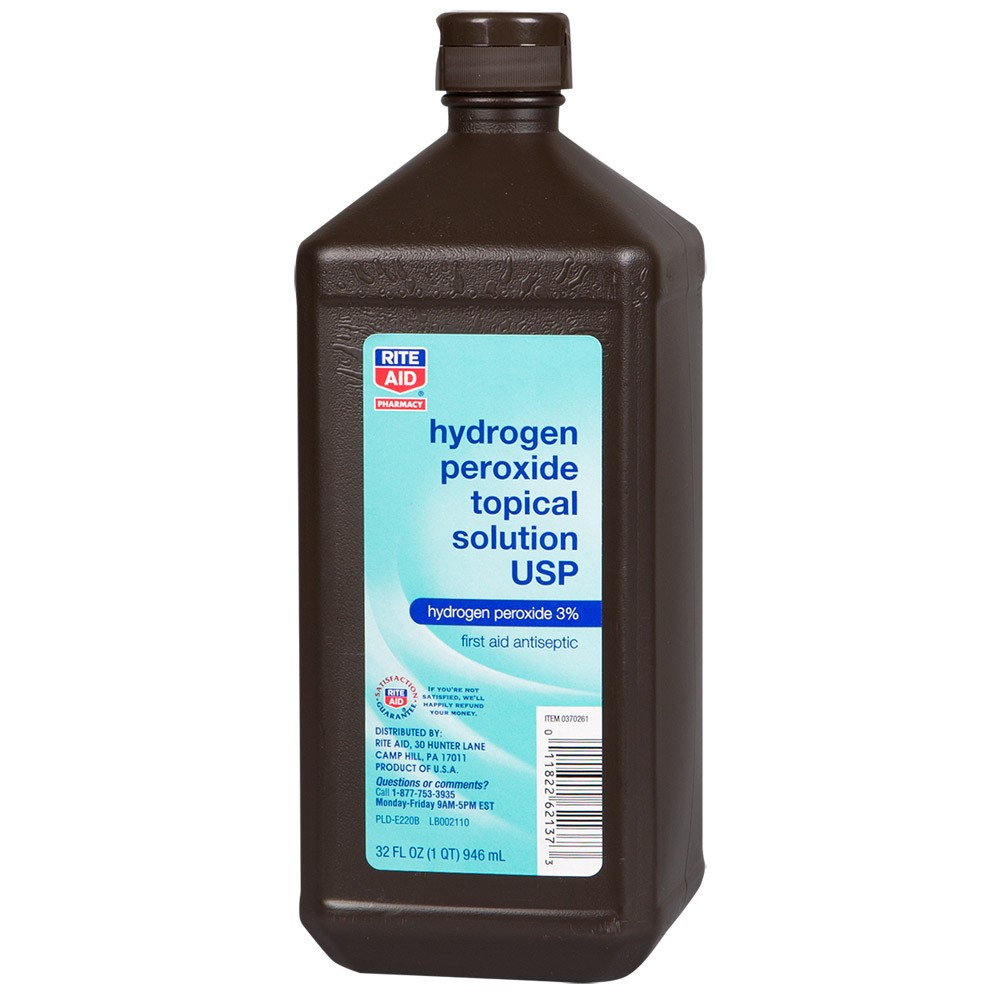 RITE
AID
®
PHARMACY
hydrogen
peroxide
topical
solution
USP
hydrogen peroxide 3%
first aid antiseptic
SATISFACTION
RITE
AID
GUARANTEE
IF YOU'RE NOT
SATISFIED, WE'LL
HAPPILY REFUND
YOUR MONEY.
DISTRIBUTED BY:
RITE AID, 30 HUNTER LANE
CAMP HILL, PA 17011
PRODUCT OF U.S.A.
Questions or comments?
Call 1-877-753-3935
Monday-Friday 9AM-5PM EST
PLD-E220B LB002110
32 FL OZ (1 QT) 946 mL
ITEM 0370261
0 11822 62137 3